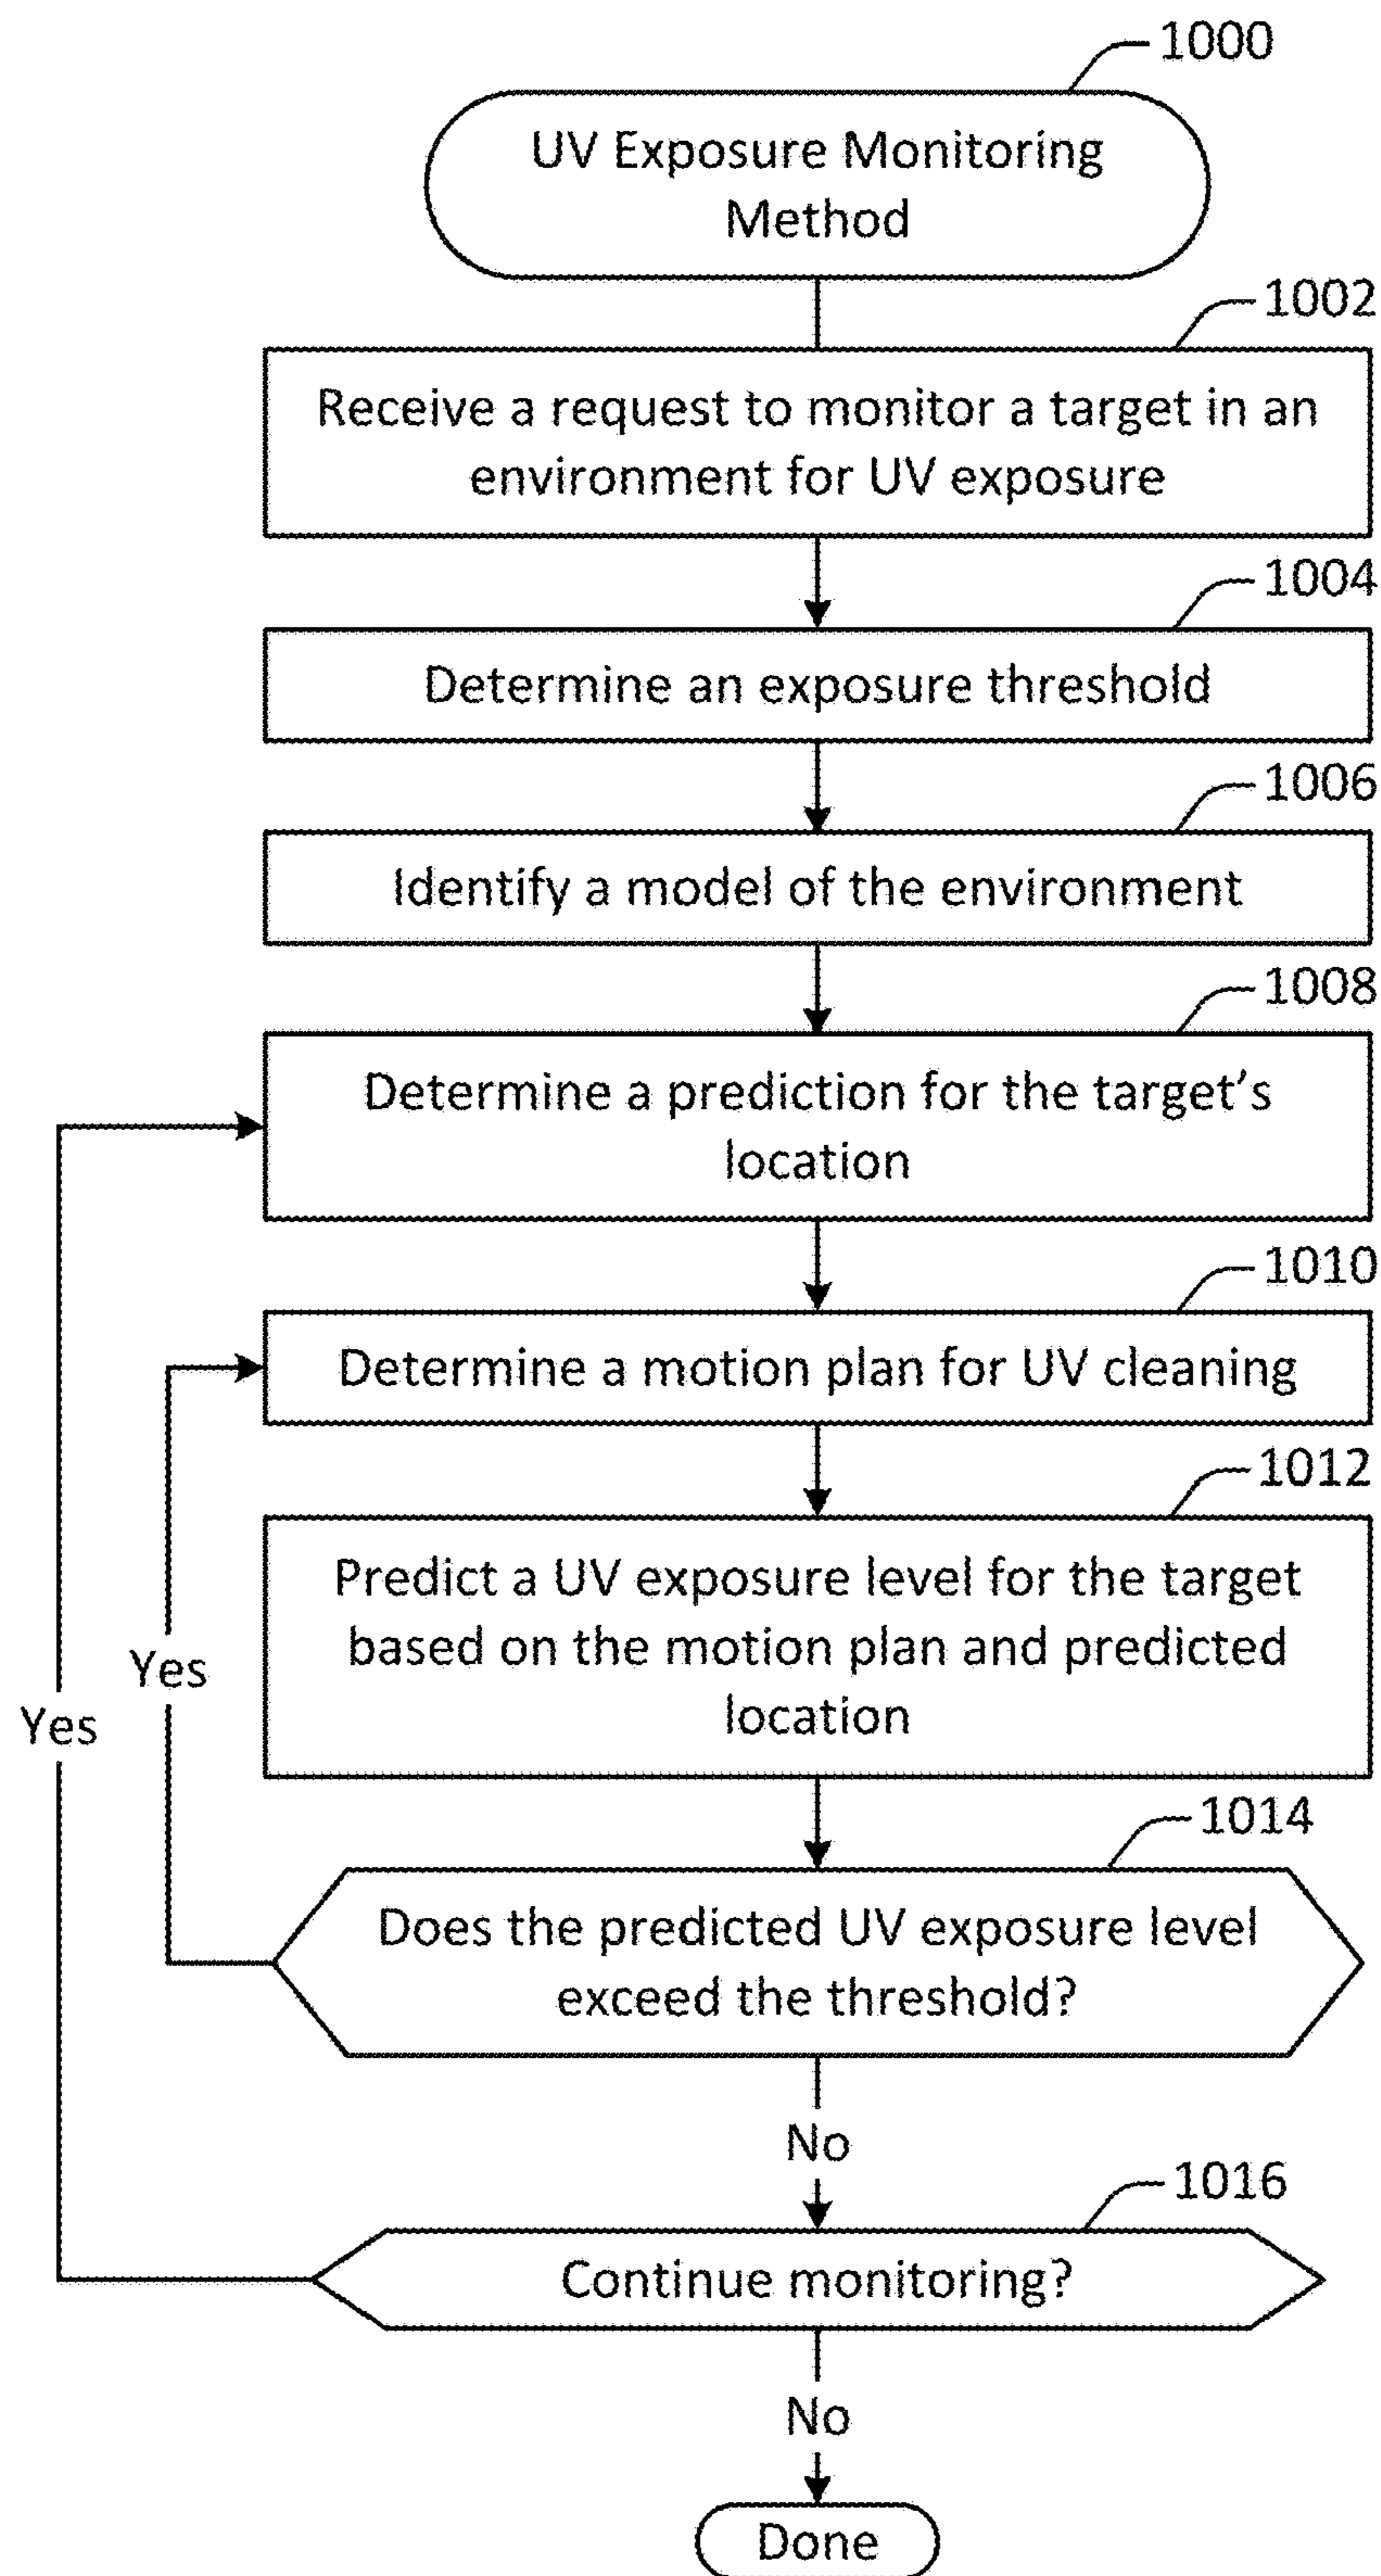 1000
UV Exposure Monitoring
Method
1002
Receive a request to monitor a target in an
environment for UV exposure
1004
Determine an exposure threshold
1006
Identify a model of the environment
1008
Determine a prediction for the target's
location
1010
Determine a motion plan for UV cleaning
1012
Predict a UV exposure level for the target
based on the motion plan and predicted
location
Yes
Yes
1014
Does the predicted UV exposure level
exceed the threshold?
No
1016
Continue monitoring?
No
Done